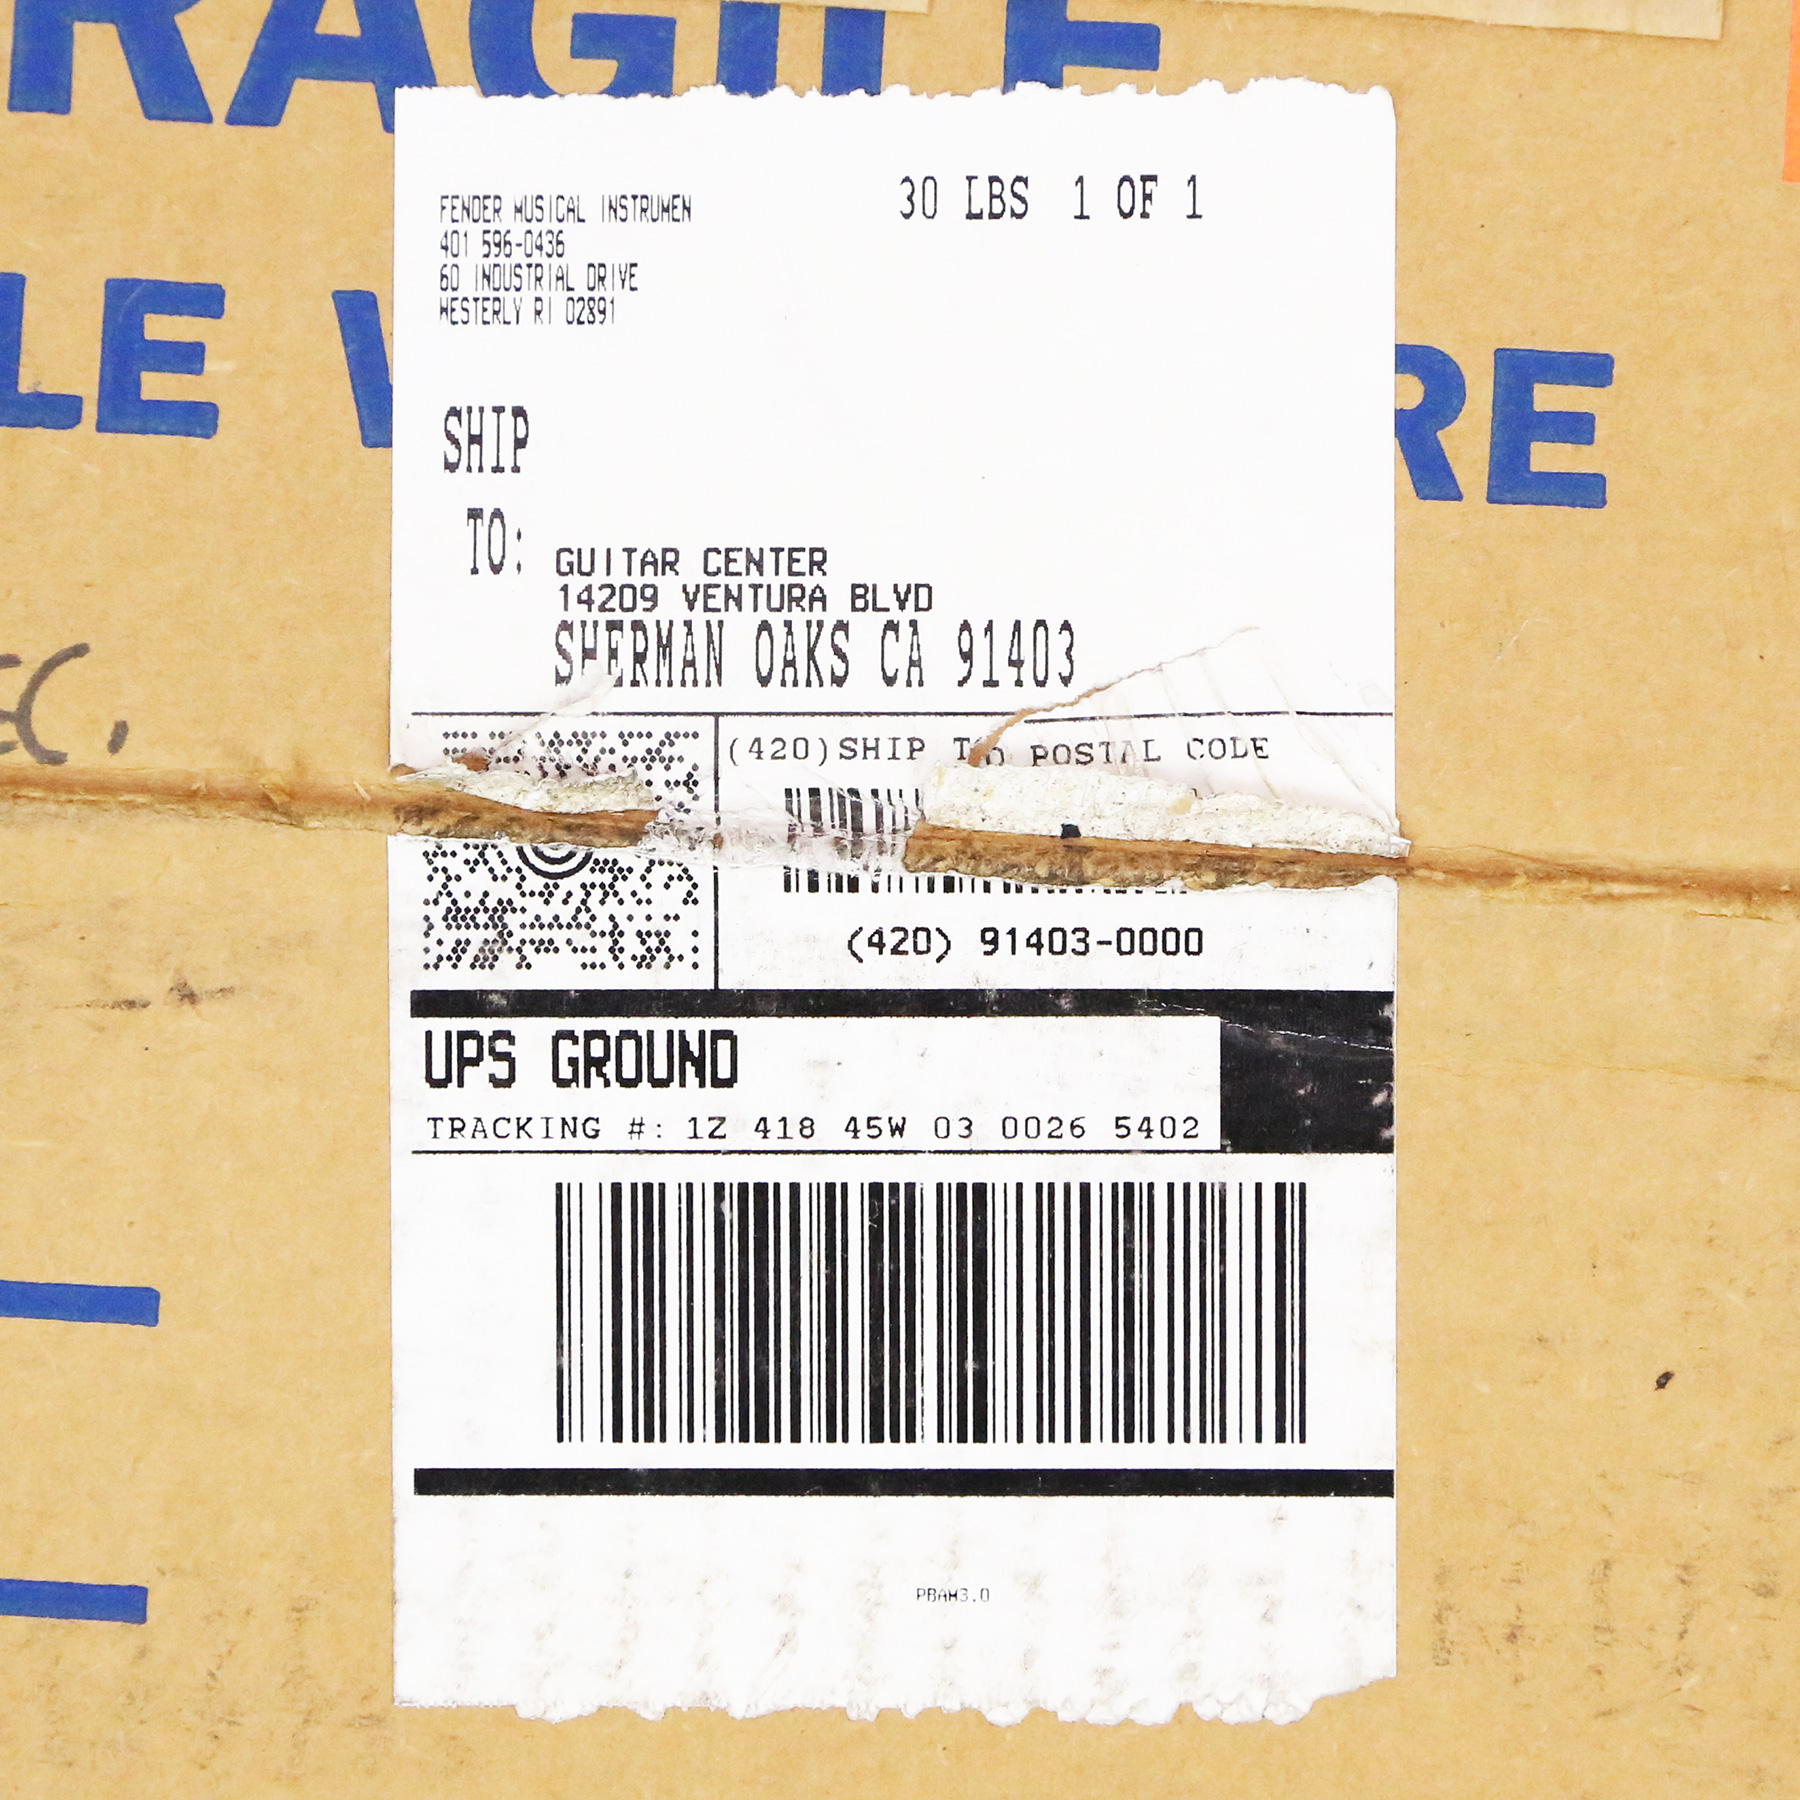 FRAGILE
FENDER MUSICAL INSTRUMEN
401 596-0436
60 INDUSTRIAL DRIVE
WESTERLY RI 02891
30 LBS 1 OF 1
SHIP
TO:
GUITAR CENTER
14209 VENTURA BLVD
SHERMAN OAKS CA 91403
(420)SHIP TO POSTAL CODE
(420) 91403-0000
UPS GROUND
TRACKING #: 1Z 418 45W 03 0026 5402
PBAM3.0